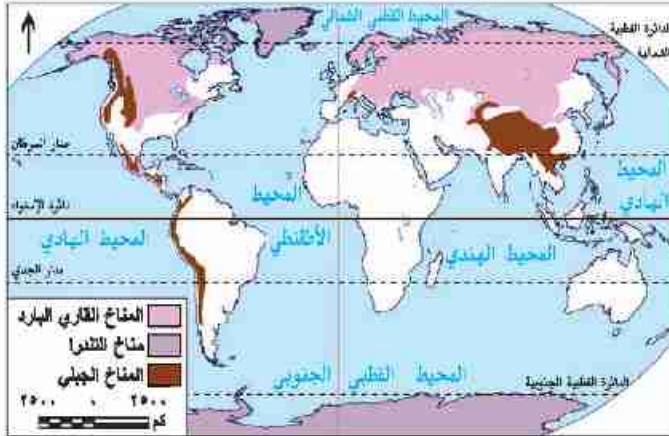 المحيط القطبي الشمالي
الدائرة القطبية
الشمالية
مدار السرطان
المحيط
الهادي
المحيط
الأطلنطي
دائرة الإستواء
المحيط الهادي
المحيط الهندي
مدار الجدي
المناخ القاري البارد
مناخ التندرا
المناخ الجبلي
٢٥٠٠ ٠ ٢٥٠٠
كم
المحيط القطبي الجنوبي
الدائرة القطبية الجنوبية